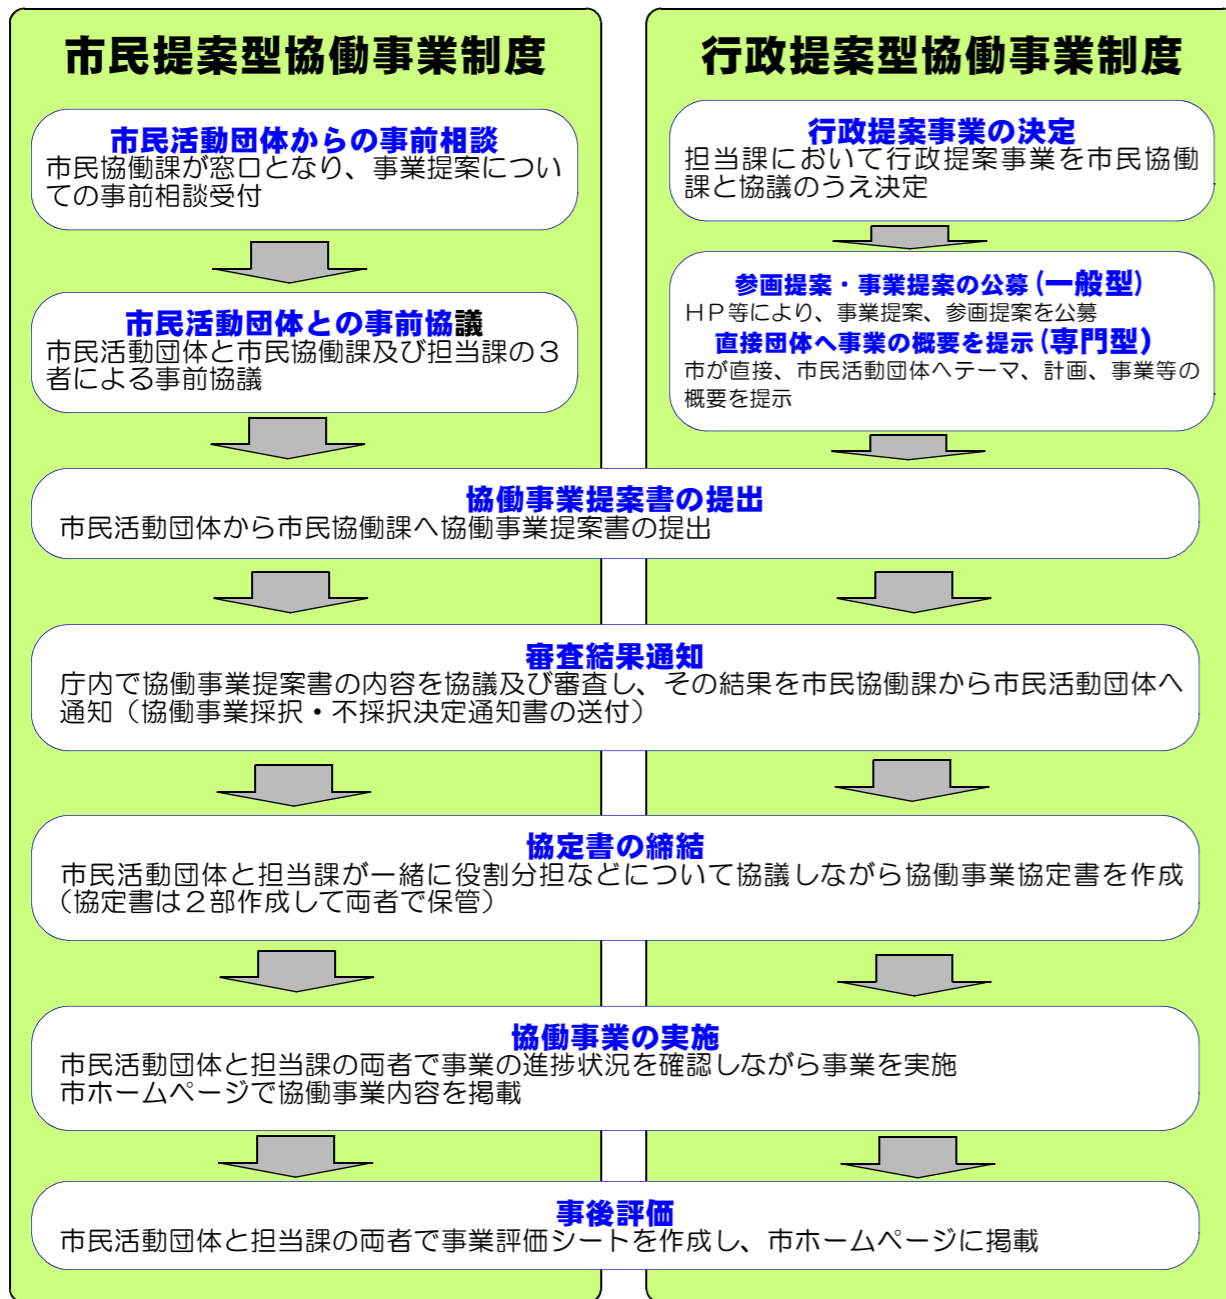 市民提案型協働事業制度
市民活動団体からの事前相談
市民協働課が窓口となり、事業提案につい
ての事前相談受付
市民活動団体との事前協議
市民活動団体と市民協働課及び担当課の３
者による事前協議
行政提案型協働事業制度
行政提案事業の決定
担当課において行政提案事業を市民協働
課と協議のうえ決定
参画提案・事業提案の公募(一般型)
ＨＰ等により、事業提案、参画提案を公募
直接団体へ事業の概要を提示(専門型)
市が直接、市民活動団体へテーマ、計画、事業等の
概要を提示
協働事業提案書の提出
市民活動団体から市民協働課へ協働事業提案書の提出
審査結果通知
庁内で協働事業提案書の内容を協議及び審査し、その結果を市民協働課から市民活動団体へ
通知（協働事業採択・不採択決定通知書の送付）
協定書の締結
市民活動団体と担当課が一緒に役割分担などについて協議しながら協働事業協定書を作成
（協定書は２部作成して両者で保管）
協働事業の実施
市民活動団体と担当課の両者で事業の進捗状況を確認しながら事業を実施
市ホームページで協働事業内容を掲載
事後評価
市民活動団体と担当課の両者で事業評価シートを作成し、市ホームページに掲載